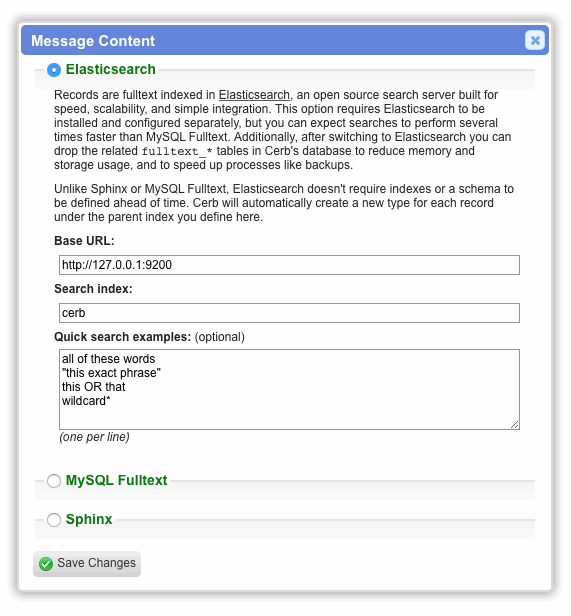 Message Content
Elasticsearch
Records are fulltext indexed in Elasticsearch, an open source search server built for
speed, scalability, and simple integration. This option requires Elasticsearch to be
installed and configured separately, but you can expect searches to perform several
times faster than MySQL Fulltext. Additionally, after switching to Elasticsearch you can
drop the related fulltext_* tables in Cerb's database to reduce memory and
storage usage, and to speed up processes like backups.
Unlike Sphinx or MySQL Fulltext, Elasticsearch doesn't require indexes or a schema to
be defined ahead of time. Cerb will automatically create a new type for each record
under the parent index you define here.
Base URL:
http://127.0.0.1:9200
Search index:
cerb
Quick search examples: (optional)
all of these words
"this exact phrase"
this OR that
wildcard*
(one per line)
MySQL Fulltext
Sphinx
Save Changes